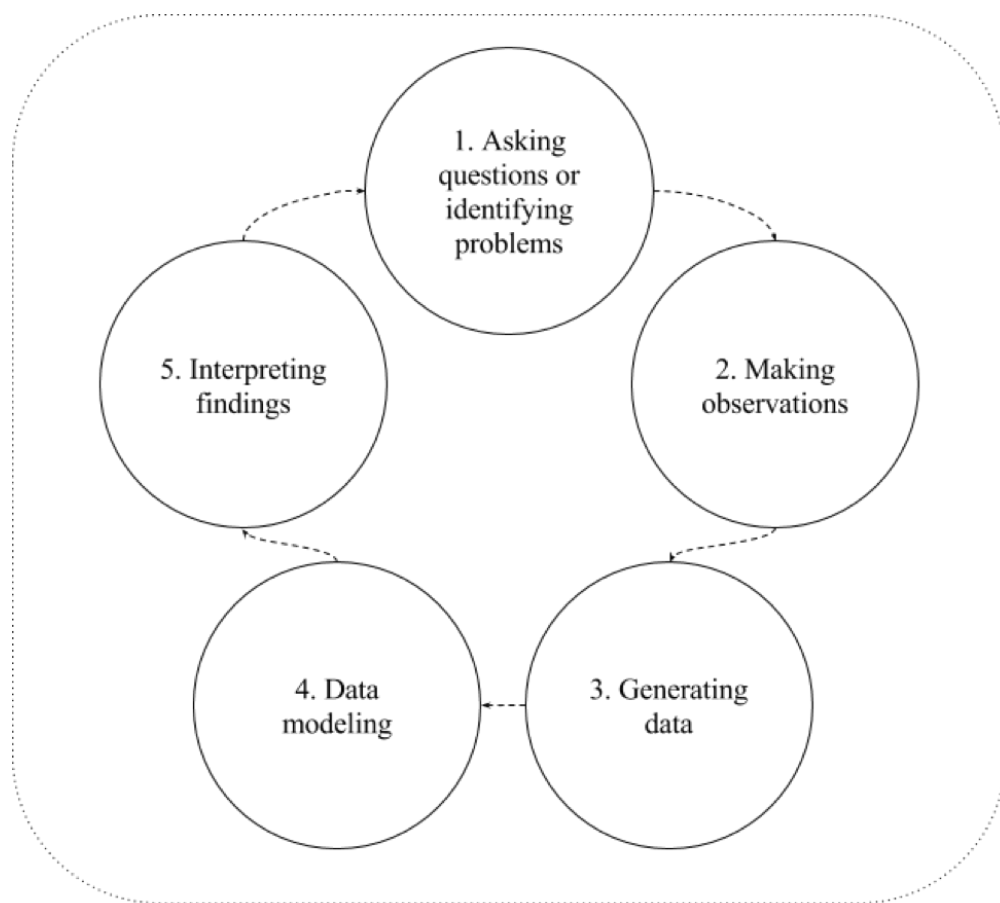 1. Asking
questions or
identifying
problems
2. Making
observations
3. Generating
data
4. Data
modeling
5. Interpreting
findings